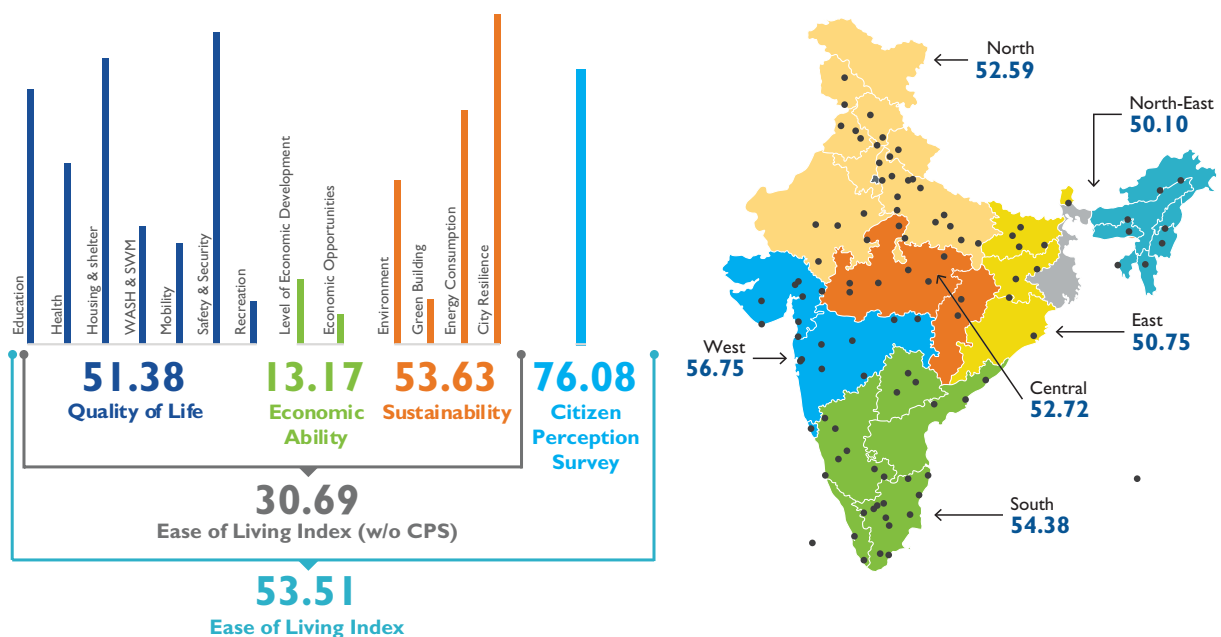 Education
Health
Housing & shelter
WASH & SWM
Mobility
Safety & Security
Recreation
Level of Economic Development
Economic Opportunities
Environment
Green Building
Energy Consumption
City Resilience
51.38
Quality of Life
13.17
Economic
Ability
53.63
Sustainability
76.08
Citizen
Perception
Survey
30.69
Ease of Living Index (w/o CPS)
53.51
Ease of Living Index
North
52.59
North-East
50.10
East
50.75
West
56.75
Central
52.72
South
54.38